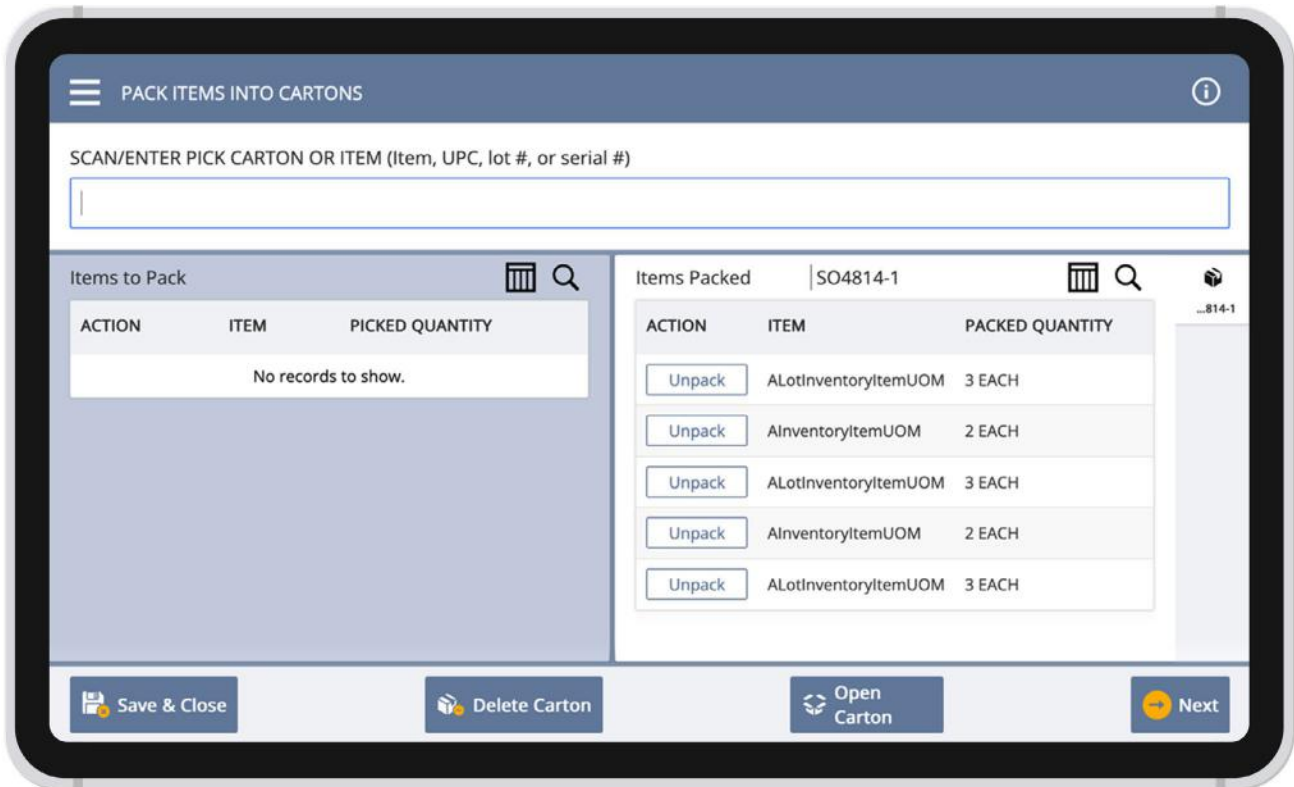 PACK ITEMS INTO CARTONS
SCAN/ENTER PICK CARTON OR ITEM (Item, UPC, lot #, or serial #)
Items to Pack
ACTION ITEM PICKED QUANTITY
No records to show.
Items Packed SO4814-1
...814-1
ACTION ITEM PACKED QUANTITY
Unpack ALotInventoryItemUOM 3 EACH
Unpack AInventoryItemUOM 2 EACH
Unpack ALotInventoryItemUOM 3 EACH
Unpack AInventoryItemUOM 2 EACH
Unpack ALotInventoryItemUOM 3 EACH
Save & Close
Delete Carton
Open
Carton
Next